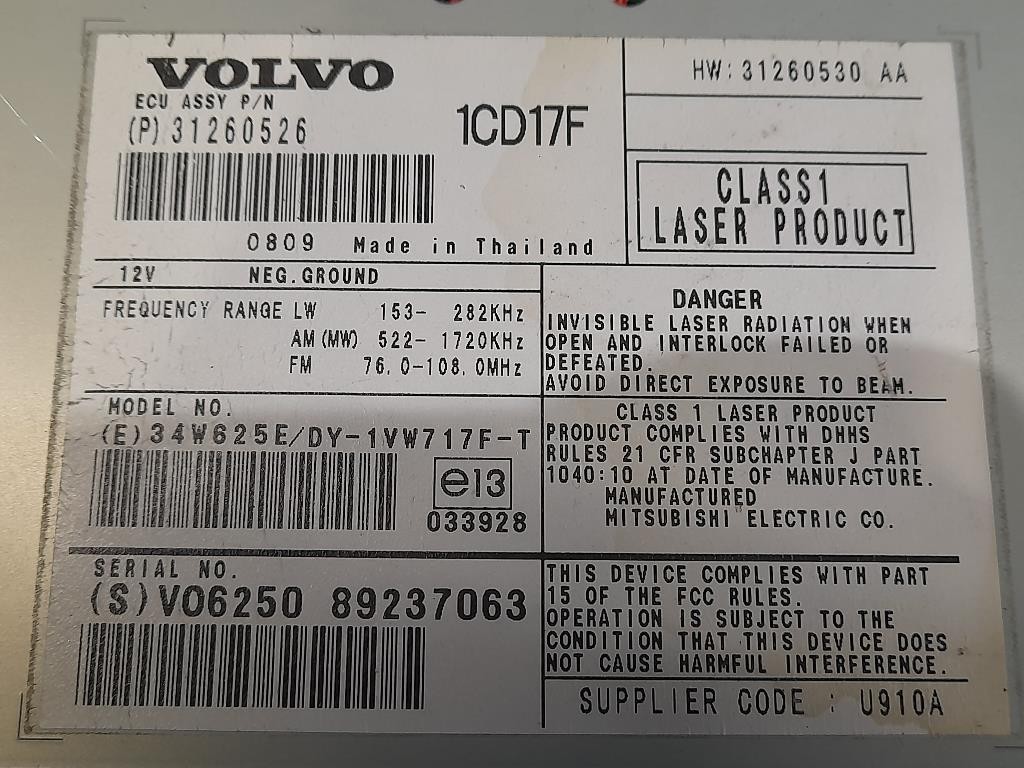 VOLVO
ECU ASSY P/N
(P) 31260526
1CD17F
0809 Made in Thailand
HW: 31260530 AA
CLASS1
LASER PRODUCT
12V NEG. GROUND
FREQUENCY RANGE LW 153- 282KHz
AM (MW) 522- 1720KHz
FM 76.0-108.0MHz
DANGER
INVISIBLE LASER RADIATION WHEN
OPEN AND INTERLOCK FAILED OR
DEFEATED.
AVOID DIRECT EXPOSURE TO BEAM.
MODEL NO.
(E) 34W625E/DY-1VW717F-T
e13
033928
CLASS 1 LASER PRODUCT
PRODUCT COMPLIES WITH DHHS
RULES 21 CFR SUBCHAPTER J PART
1040:10 AT DATE OF MANUFACTURE.
MANUFACTURED
MITSUBISHI ELECTRIC CO.
SERIAL NO.
(S) VO6250 89237063
THIS DEVICE COMPLIES WITH PART
15 OF THE FCC RULES.
OPERATION IS SUBJECT TO THE
CONDITION THAT THIS DEVICE DOES
NOT CAUSE HARMFUL INTERFERENCE.
SUPPLIER CODE : U910A